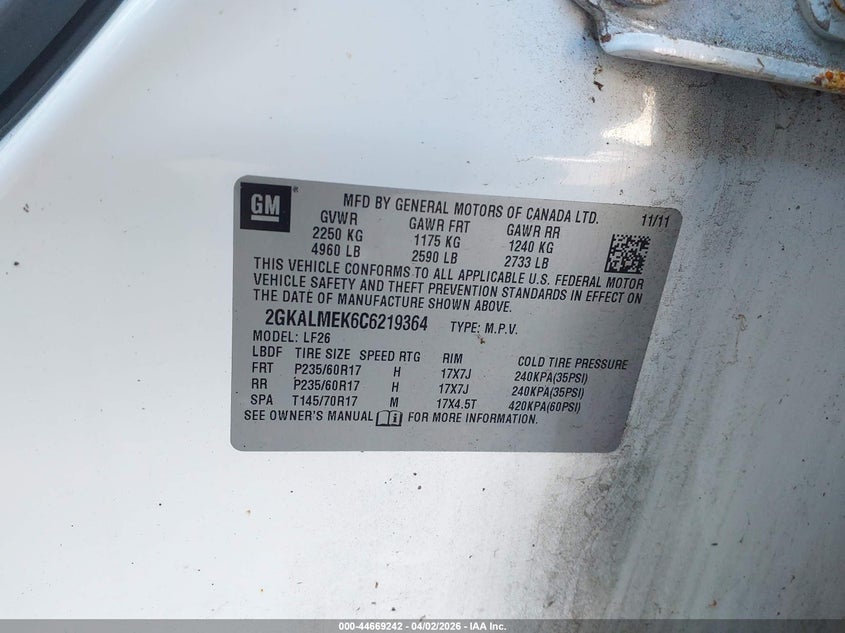 GM
MFD BY GENERAL MOTORS OF CANADA LTD. 11/11
GVWR GAWR FRT GAWR RR
2250 KG 1175 KG 1240 KG
4960 LB 2590 LB 2733 LB
THIS VEHICLE CONFORMS TO ALL APPLICABLE U.S. FEDERAL MOTOR
VEHICLE SAFETY AND THEFT PREVENTION STANDARDS IN EFFECT ON
THE DATE OF MANUFACTURE SHOWN ABOVE.
2GKALMEK6C6219364 TYPE: M.P.V.
MODEL: LF26
LBDF TIRE SIZE SPEED RTG RIM COLD TIRE PRESSURE
FRT P235/60R17 H 17X7J 240KPA(35PSI)
RR P235/60R17 H 17X7J 240KPA(35PSI)
SPA T145/70R17 M 17X4.5T 420KPA(60PSI)
SEE OWNER'S MANUAL FOR MORE INFORMATION.
000-44669242 - 04/02/2026 - IAA Inc.